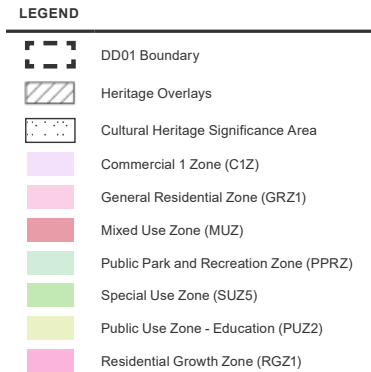 LEGEND
DD01 Boundary
Heritage Overlays
Cultural Heritage Significance Area
Commercial 1 Zone (C1Z)
General Residential Zone (GRZ1)
Mixed Use Zone (MUZ)
Public Park and Recreation Zone (PPRZ)
Special Use Zone (SUZ5)
Public Use Zone - Education (PUZ2)
Residential Growth Zone (RGZ1)